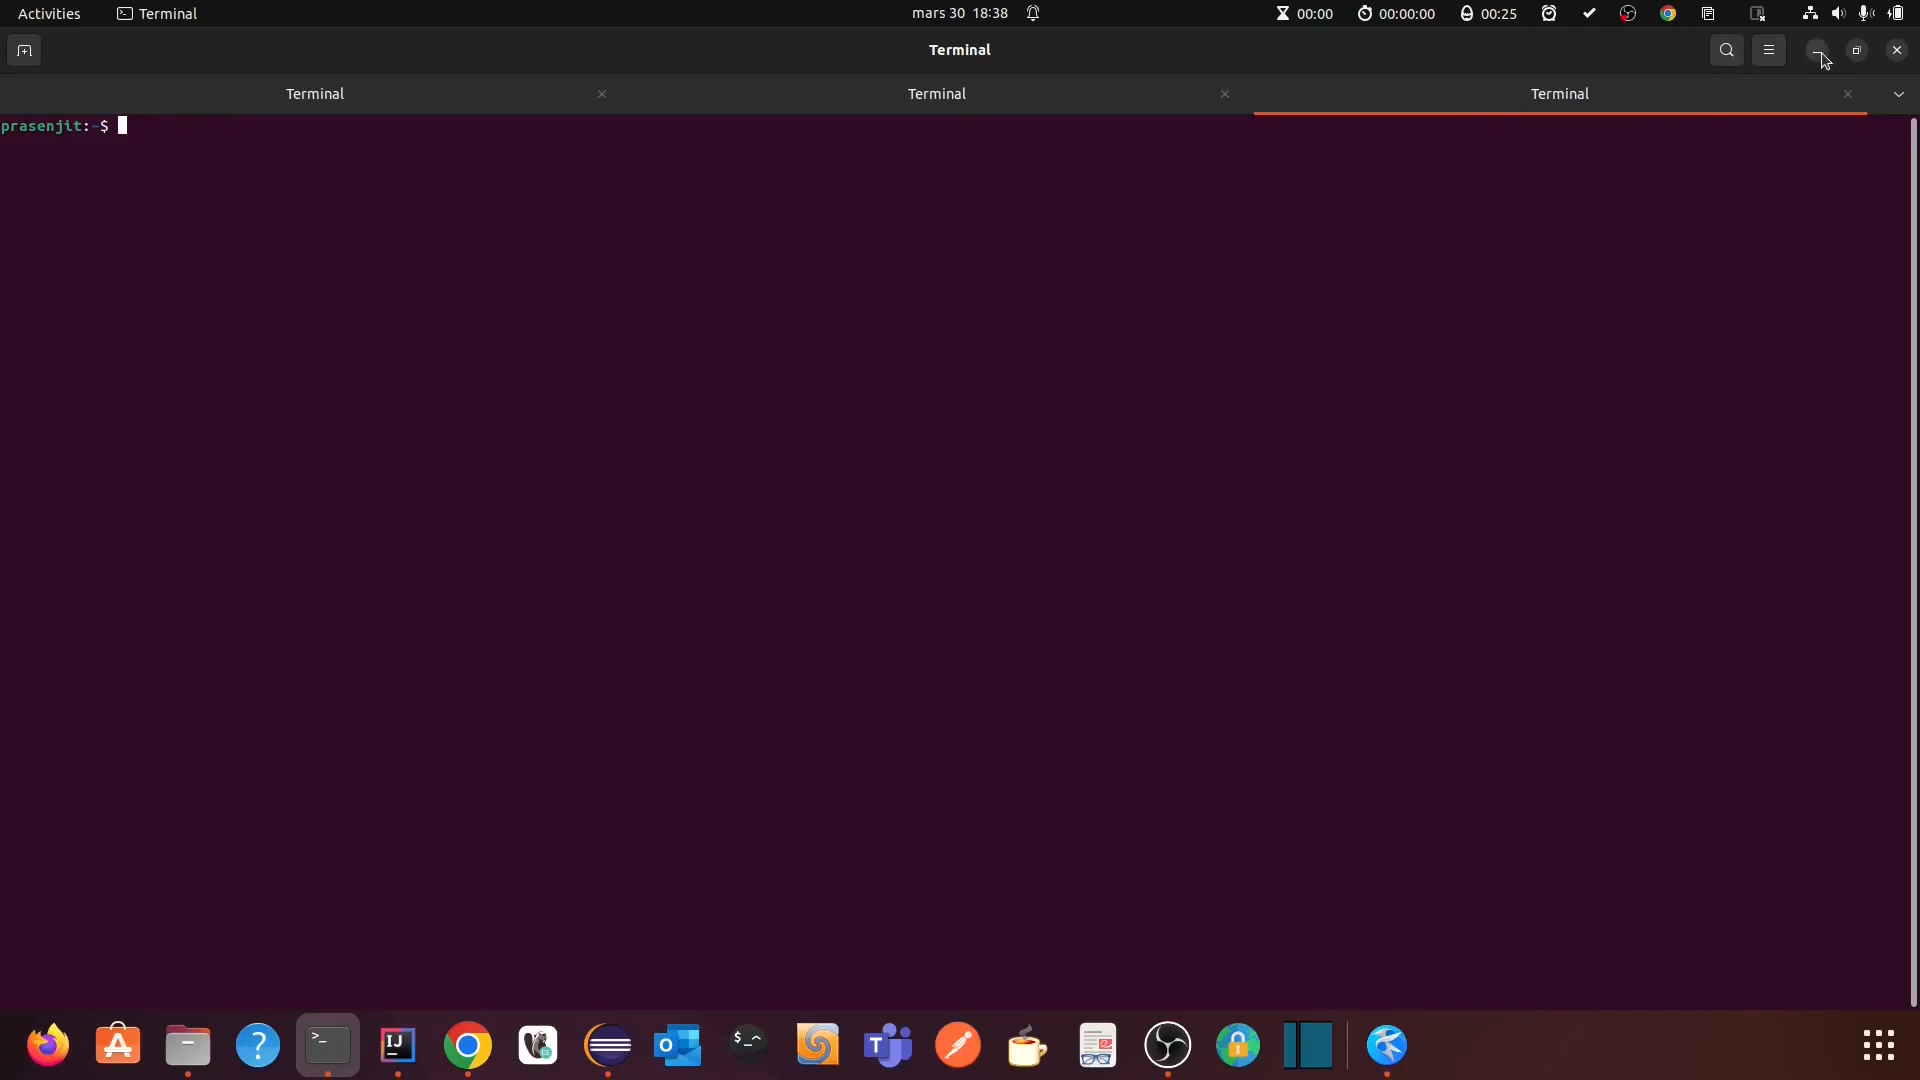 Activities Terminal mars 30 18:38 00:00 00:00:00 00:25
Terminal
Terminal Terminal Terminal
prasenjit:~$